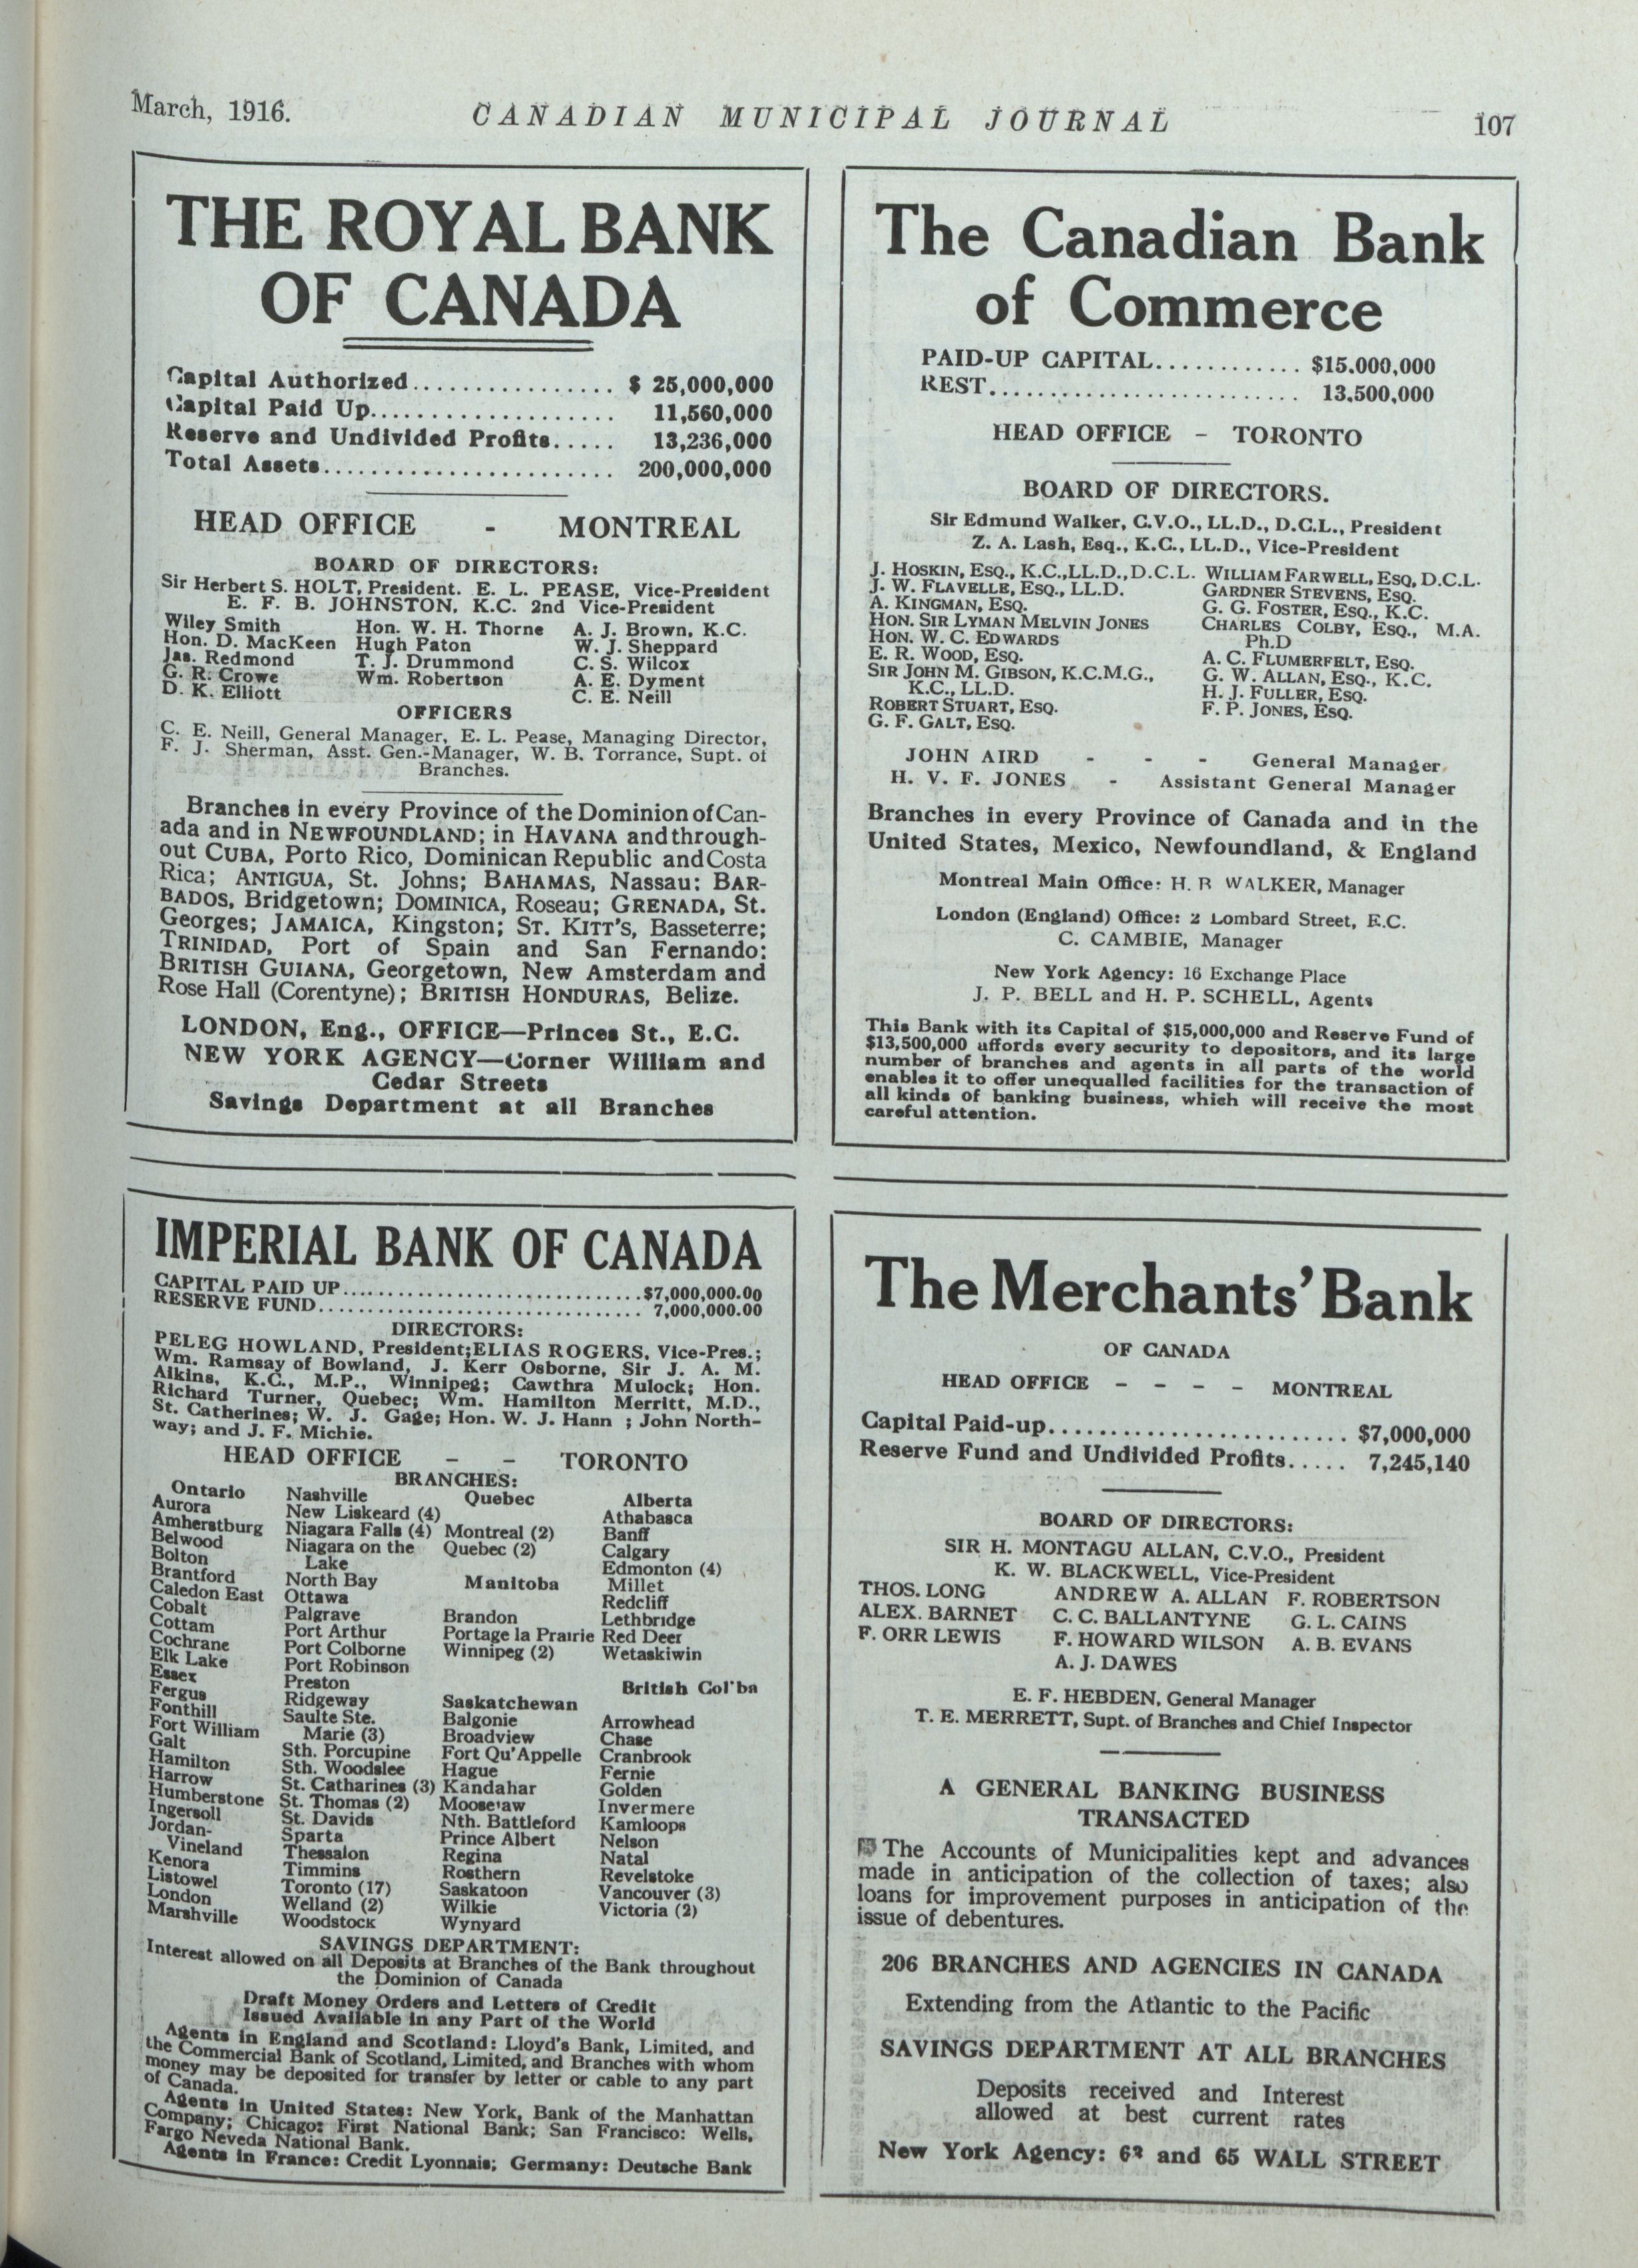 March, 1916.
CANADIAN MUNICIPAL JOURNAL
107
THE ROYAL BANK
OF CANADA
Capital Authorized............... $ 25,000,000
Capital Paid Up.................. 11,560,000
Reserve and Undivided Profits..... 13,236,000
Total Assets...................... 200,000,000
HEAD OFFICE - MONTREAL
BOARD OF DIRECTORS:
Sir Herbert S. HOLT, President. E. L. PEASE, Vice-President
E. F. B. JOHNSTON, K.C. 2nd Vice-President
Wiley Smith Hon. W. H. Thorne A. J. Brown, K.C.
Hon. D. MacKeen Hugh Paton W. J. Sheppard
Jas. Redmond T. J. Drummond C. S. Wilcox
G. R. Crowe Wm. Robertson A. E. Dyment
D. K. Elliott C. E. Neill
OFFICERS
C. E. Neill, General Manager, E. L. Pease, Managing Director,
F. J. Sherman, Asst. Gen.-Manager, W. B. Torrance, Supt. of
Branches.
Branches in every Province of the Dominion of Can-
ada and in NEWFOUNDLAND; in HAVANA and through-
out CUBA, Porto Rico, Dominican Republic and Costa
Rica; ANTIGUA, St. Johns; BAHAMAS, Nassau: BAR-
BADOS, Bridgetown; DOMINICA, Roseau; GRENADA, St.
Georges; JAMAICA, Kingston; ST. KITT'S, Basseterre;
TRINIDAD, Port of Spain and San Fernando:
BRITISH GUIANA, Georgetown, New Amsterdam and
Rose Hall (Corentyne); BRITISH HONDURAS, Belize.
LONDON, Eng., OFFICE—Princes St., E.C.
NEW YORK AGENCY—Corner William and
Cedar Streets
Savings Department at all Branches
The Canadian Bank
of Commerce
PAID-UP CAPITAL............ $15.000,000
REST.......................... 13,500,000
HEAD OFFICE - TORONTO
BOARD OF DIRECTORS.
Sir Edmund Walker, C.V.O., LL.D., D.C.L., President
Z. A. Lash, Esq., K.C., LL.D., Vice-President
J. HOSKIN, ESQ., K.C.,LL.D.,D.C.L. WILLIAM FARWELL, ESQ, D.C.L.
J. W. FLAVELLE, ESQ., LL.D. GARDNER STEVENS, ESQ.
A. KINGMAN, ESQ. G. G. FOSTER, ESQ., K.C.
HON. SIR LYMAN MELVIN JONES CHARLES COLBY, ESQ., M.A.
HON. W. C. EDWARDS Ph.D
E. R. WOOD, ESQ. A. C. FLUMERFELT, ESQ.
SIR JOHN M. GIBSON, K.C.M.G., G. W. ALLAN, ESQ., K.C.
K.C., LL.D. H. J. FULLER, ESQ.
ROBERT STUART, ESQ. F. P. JONES, ESQ.
G. F. GALT, ESQ.
JOHN AIRD - - - General Manager
H. V. F. JONES - Assistant General Manager
Branches in every Province of Canada and in the
United States, Mexico, Newfoundland, & England
Montreal Main Office: H. B WALKER, Manager
London (England) Office: 2 Lombard Street, E.C.
C. CAMBIE, Manager
New York Agency: 16 Exchange Place
J. P. BELL and H. P. SCHELL, Agents
This Bank with its Capital of $15,000,000 and Reserve Fund of
$13,500,000 affords every security to depositors, and its large
number of branches and agents in all parts of the world
enables it to offer unequalled facilities for the transaction of
all kinds of banking business, which will receive the most
careful attention.
IMPERIAL BANK OF CANADA
CAPITAL PAID UP.................................$7,000,000.00
RESERVE FUND.................................... 7,000,000.00
DIRECTORS:
PELEG HOWLAND, President;ELIAS ROGERS, Vice-Pres.;
Wm. Ramsay of Bowland, J. Kerr Osborne, Sir J. A. M.
Aikins, K.C., M.P., Winnipeg; Cawthra Mulock; Hon.
Richard Turner, Quebec; Wm. Hamilton Merritt, M.D.,
St. Catherines; W. J. Gage; Hon. W. J. Hann ; John North-
way; and J. F. Michie.
HEAD OFFICE - - TORONTO
BRANCHES:
Ontario
Aurora
Amherstburg
Belwood
Bolton
Brantford
Caledon East
Cobalt
Cottam
Cochrane
Elk Lake
Essex
Fergus
Fonthill
Fort William
Galt
Hamilton
Harrow
Humberstone
Ingersoll
Jordan-
Vineland
Kenora
Listowel
London
Marshville
Nashville
New Liskeard (4)
Niagara Falls (4)
Niagara on the
Lake
North Bay
Ottawa
Palgrave
Port Arthur
Port Colborne
Port Robinson
Preston
Ridgeway
Saulte Ste.
Marie (3)
Sth. Porcupine
Sth. Woodslee
St. Catharines (3)
St. Thomas (2)
St. Davids
Sparta
Thessalon
Timmins
Toronto (17)
Welland (2)
Woodstock
Quebec
Montreal (2)
Quebec (2)
Manitoba
Brandon
Portage la Prairie
Winnipeg (2)
Saskatchewan
Balgonie
Broadview
Fort Qu'Appelle
Hague
Kandahar
Nth. Battleford
Prince Albert
Regina
Rosthern
Saskatoon
Wilkie
Wynyard
Alberta
Athabasca
Banff
Calgary
Edmonton (4)
Millet
Redcliff
Lethbridge
Red Deer
Wetaskiwin
British Col'ba
Arrowhead
Chase
Cranbrook
Fernie
Golden
Invermere
Kamloops
Nelson
Natal
Revelstoke
Vancouver (3)
Victoria (2)
SAVINGS DEPARTMENT:
Interest allowed on all Deposits at Branches of the Bank throughout
the Dominion of Canada
Draft Money Orders and Letters of Credit
Issued Available in any Part of the World
Agents in England and Scotland: Lloyd's Bank, Limited, and
the Commercial Bank of Scotland, Limited, and Branches with whom
money may be deposited for transfer by letter or cable to any part
of Canada.
Agents in United States: New York, Bank of the Manhattan
Company; Chicago: First National Bank; San Francisco: Wells,
Fargo Neveda National Bank.
Agents in France: Credit Lyonnais; Germany: Deutsche Bank
The Merchants' Bank
OF CANADA
HEAD OFFICE - - - - MONTREAL
Capital Paid-up......................... $7,000,000
Reserve Fund and Undivided Profits..... 7,245,140
BOARD OF DIRECTORS:
SIR H. MONTAGU ALLAN, C.V.O., President
K. W. BLACKWELL, Vice-President
THOS. LONG ANDREW A. ALLAN F. ROBERTSON
ALEX. BARNET C. C. BALLANTYNE G. L. CAINS
F. ORR LEWIS F. HOWARD WILSON A. B. EVANS
A. J. DAWES
E. F. HEBDEN, General Manager
T. E. MERRETT, Supt. of Branches and Chief Inspector
A GENERAL BANKING BUSINESS
TRANSACTED
The Accounts of Municipalities kept and advances
made in anticipation of the collection of taxes; also
loans for improvement purposes in anticipation of the
issue of debentures.
206 BRANCHES AND AGENCIES IN CANADA
Extending from the Atlantic to the Pacific
SAVINGS DEPARTMENT AT ALL BRANCHES
Deposits received and Interest
allowed at best current rates
New York Agency: 63 and 65 WALL STREET